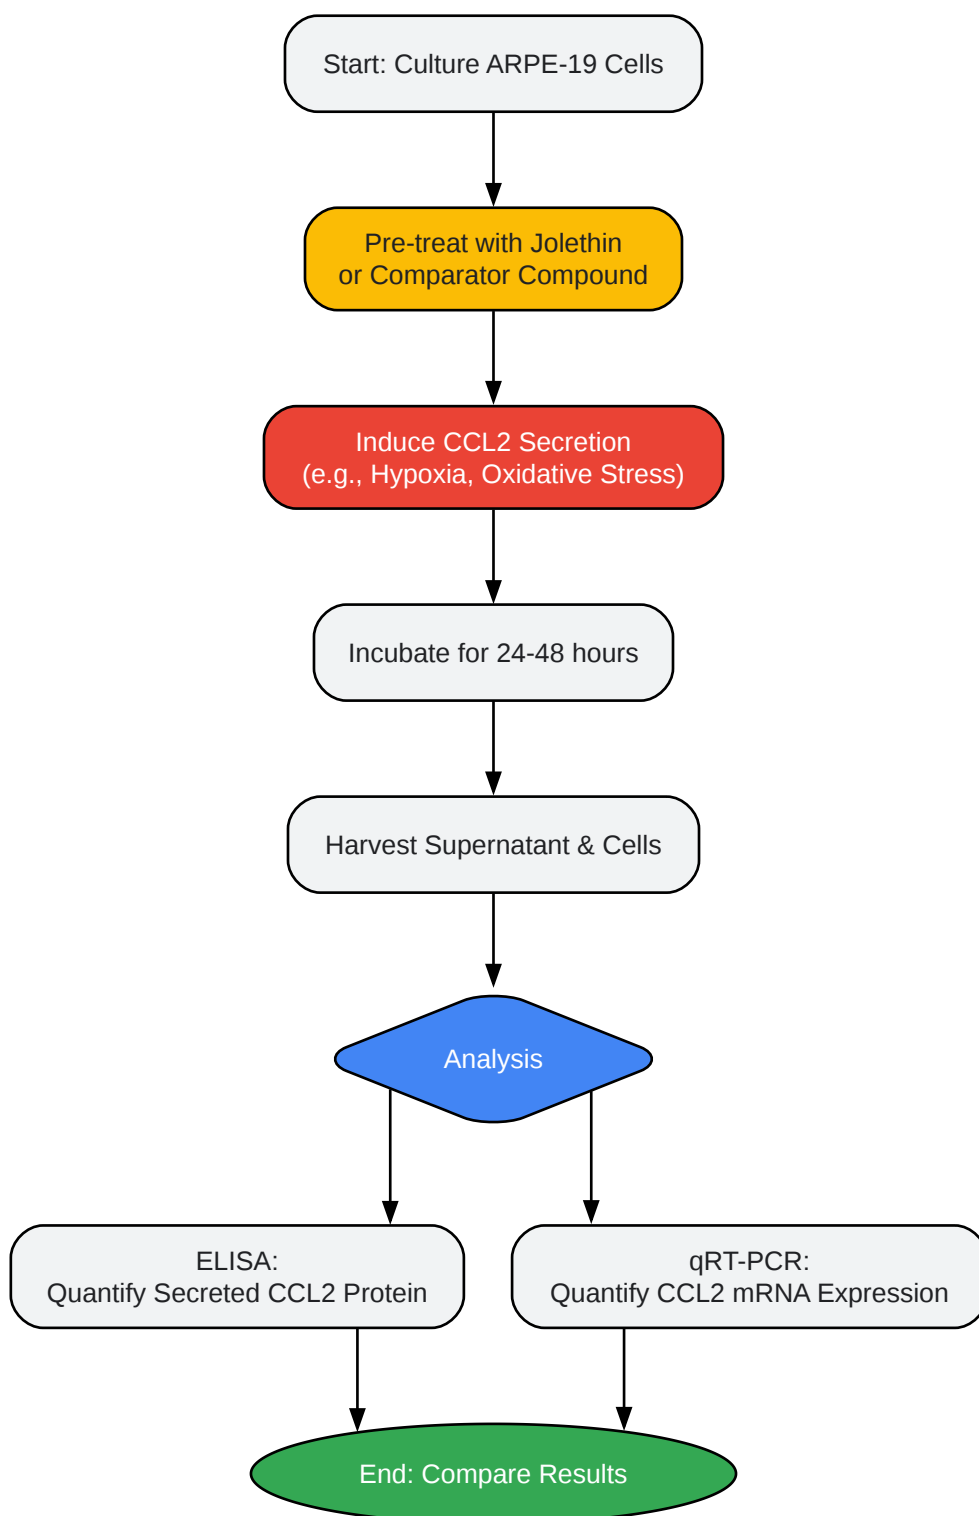 Start: Culture ARPE-19 Cells
Pre-treat with Jolethin
or Comparator Compound
Induce CCL2 Secretion
(e.g., Hypoxia, Oxidative Stress)
Incubate for 24-48 hours
Harvest Supernatant & Cells
Analysis
ELISA:
Quantify Secreted CCL2 Protein
qRT-PCR:
Quantify CCL2 mRNA Expression
End: Compare Results